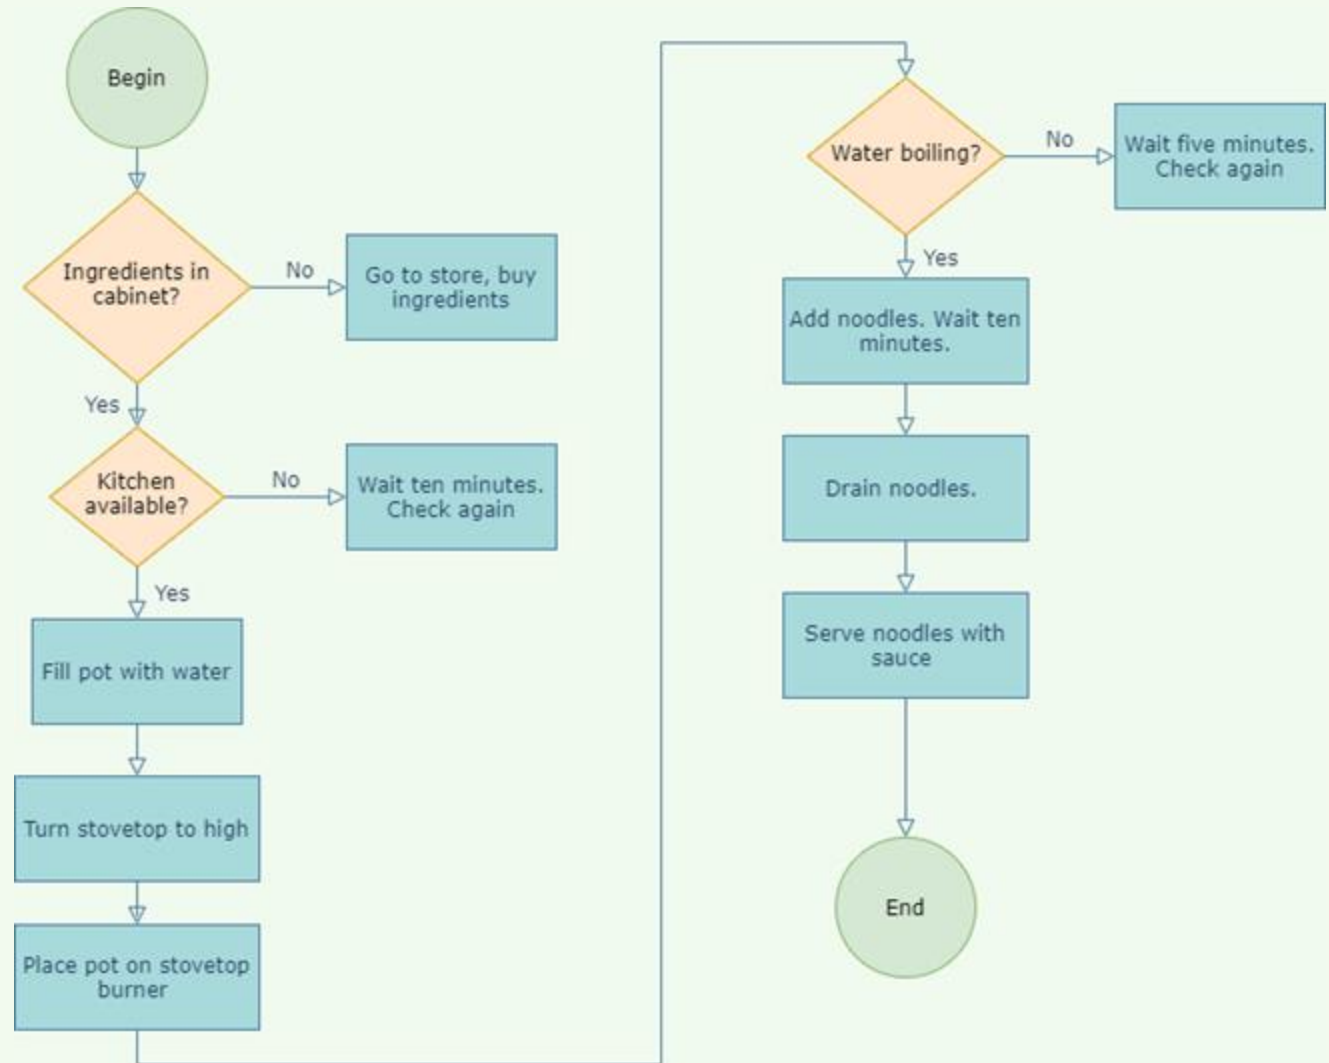 Begin
Ingredients in
cabinet?
No
Go to store, buy
ingredients
Yes
Kitchen
available?
No
Wait ten minutes.
Check again
Yes
Fill pot with water
Turn stovetop to high
Place pot on stovetop
burner
Water boiling?
No
Wait five minutes.
Check again
Yes
Add noodles. Wait ten
minutes.
Drain noodles.
Serve noodles with
sauce
End